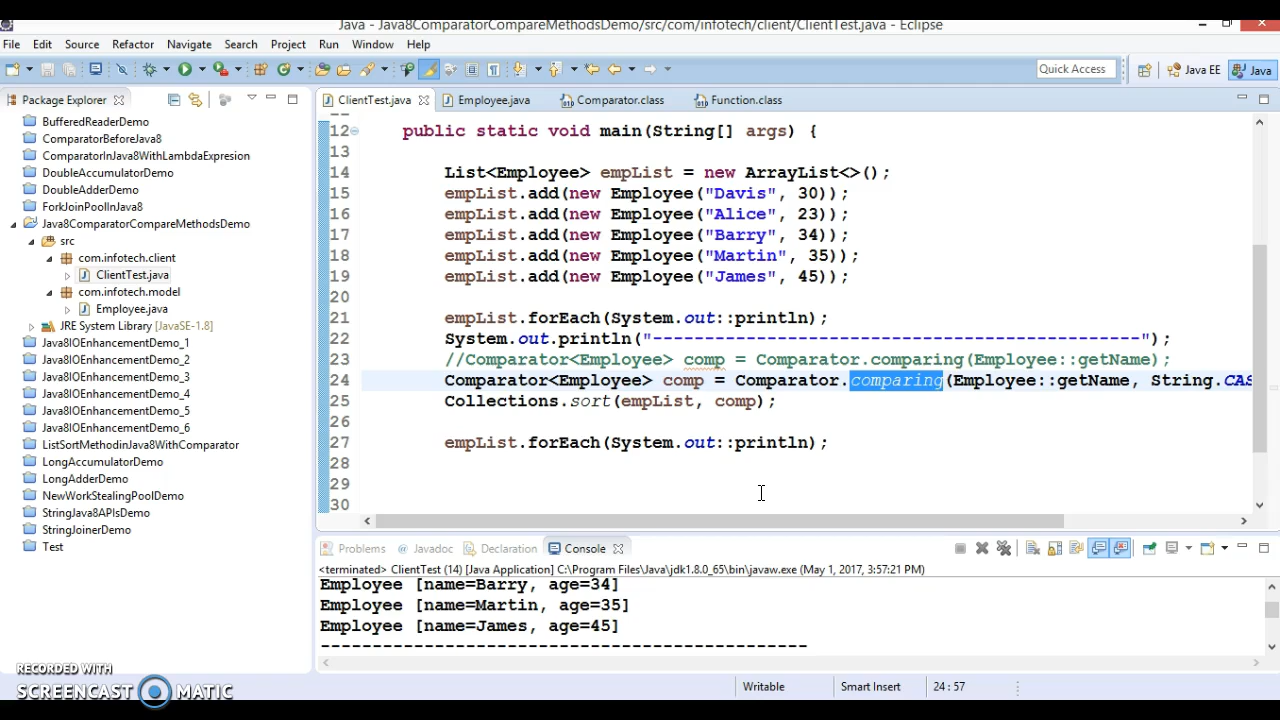 Java - Java8ComparatorCompareMethodsDemo/src/com/infotech/client/ClientTest.java - Eclipse
File Edit Source Refactor Navigate Search Project Run Window Help
Quick Access Java EE Java
Package Explorer
BufferedReaderDemo
ComparatorBeforeJava8
ComparatorInJava8WithLambdaExpresion
DoubleAccumulatorDemo
DoubleAdderDemo
ForkJoinPoolInJava8
Java8ComparatorCompareMethodsDemo
src
com.infotech.client
ClientTest.java
com.infotech.model
Employee.java
JRE System Library [JavaSE-1.8]
Java8IOEnhancementDemo_1
Java8IOEnhancementDemo_2
Java8IOEnhancementDemo_3
Java8IOEnhancementDemo_4
Java8IOEnhancementDemo_5
Java8IOEnhancementDemo_6
ListSortMethodinJava8WithComparator
LongAccumulatorDemo
LongAdderDemo
NewWorkStealingPoolDemo
StringJava8APIsDemo
StringJoinerDemo
Test
ClientTest.java Employee.java Comparator.class Function.class
12 public static void main(String[] args) {
13
14 List<Employee> empList = new ArrayList<>();
15 empList.add(new Employee("Davis", 30));
16 empList.add(new Employee("Alice", 23));
17 empList.add(new Employee("Barry", 34));
18 empList.add(new Employee("Martin", 35));
19 empList.add(new Employee("James", 45));
20
21 empList.forEach(System.out::println);
22 System.out.println("-----------------------------------------------");
23 //Comparator<Employee> comp = Comparator.comparing(Employee::getName);
24 Comparator<Employee> comp = Comparator.comparing(Employee::getName, String.CAS
25 Collections.sort(empList, comp);
26
27 empList.forEach(System.out::println);
28
29
30
Problems Javadoc Declaration Console
<terminated> ClientTest (14) [Java Application] C:\Program Files\Java\jdk1.8.0_65\bin\javaw.exe (May 1, 2017, 3:57:21 PM)
Employee [name=Barry, age=34]
Employee [name=Martin, age=35]
Employee [name=James, age=45]
-----------------------------------------------
Writable Smart Insert 24 : 57
RECORDED WITH
SCREENCAST MATIC